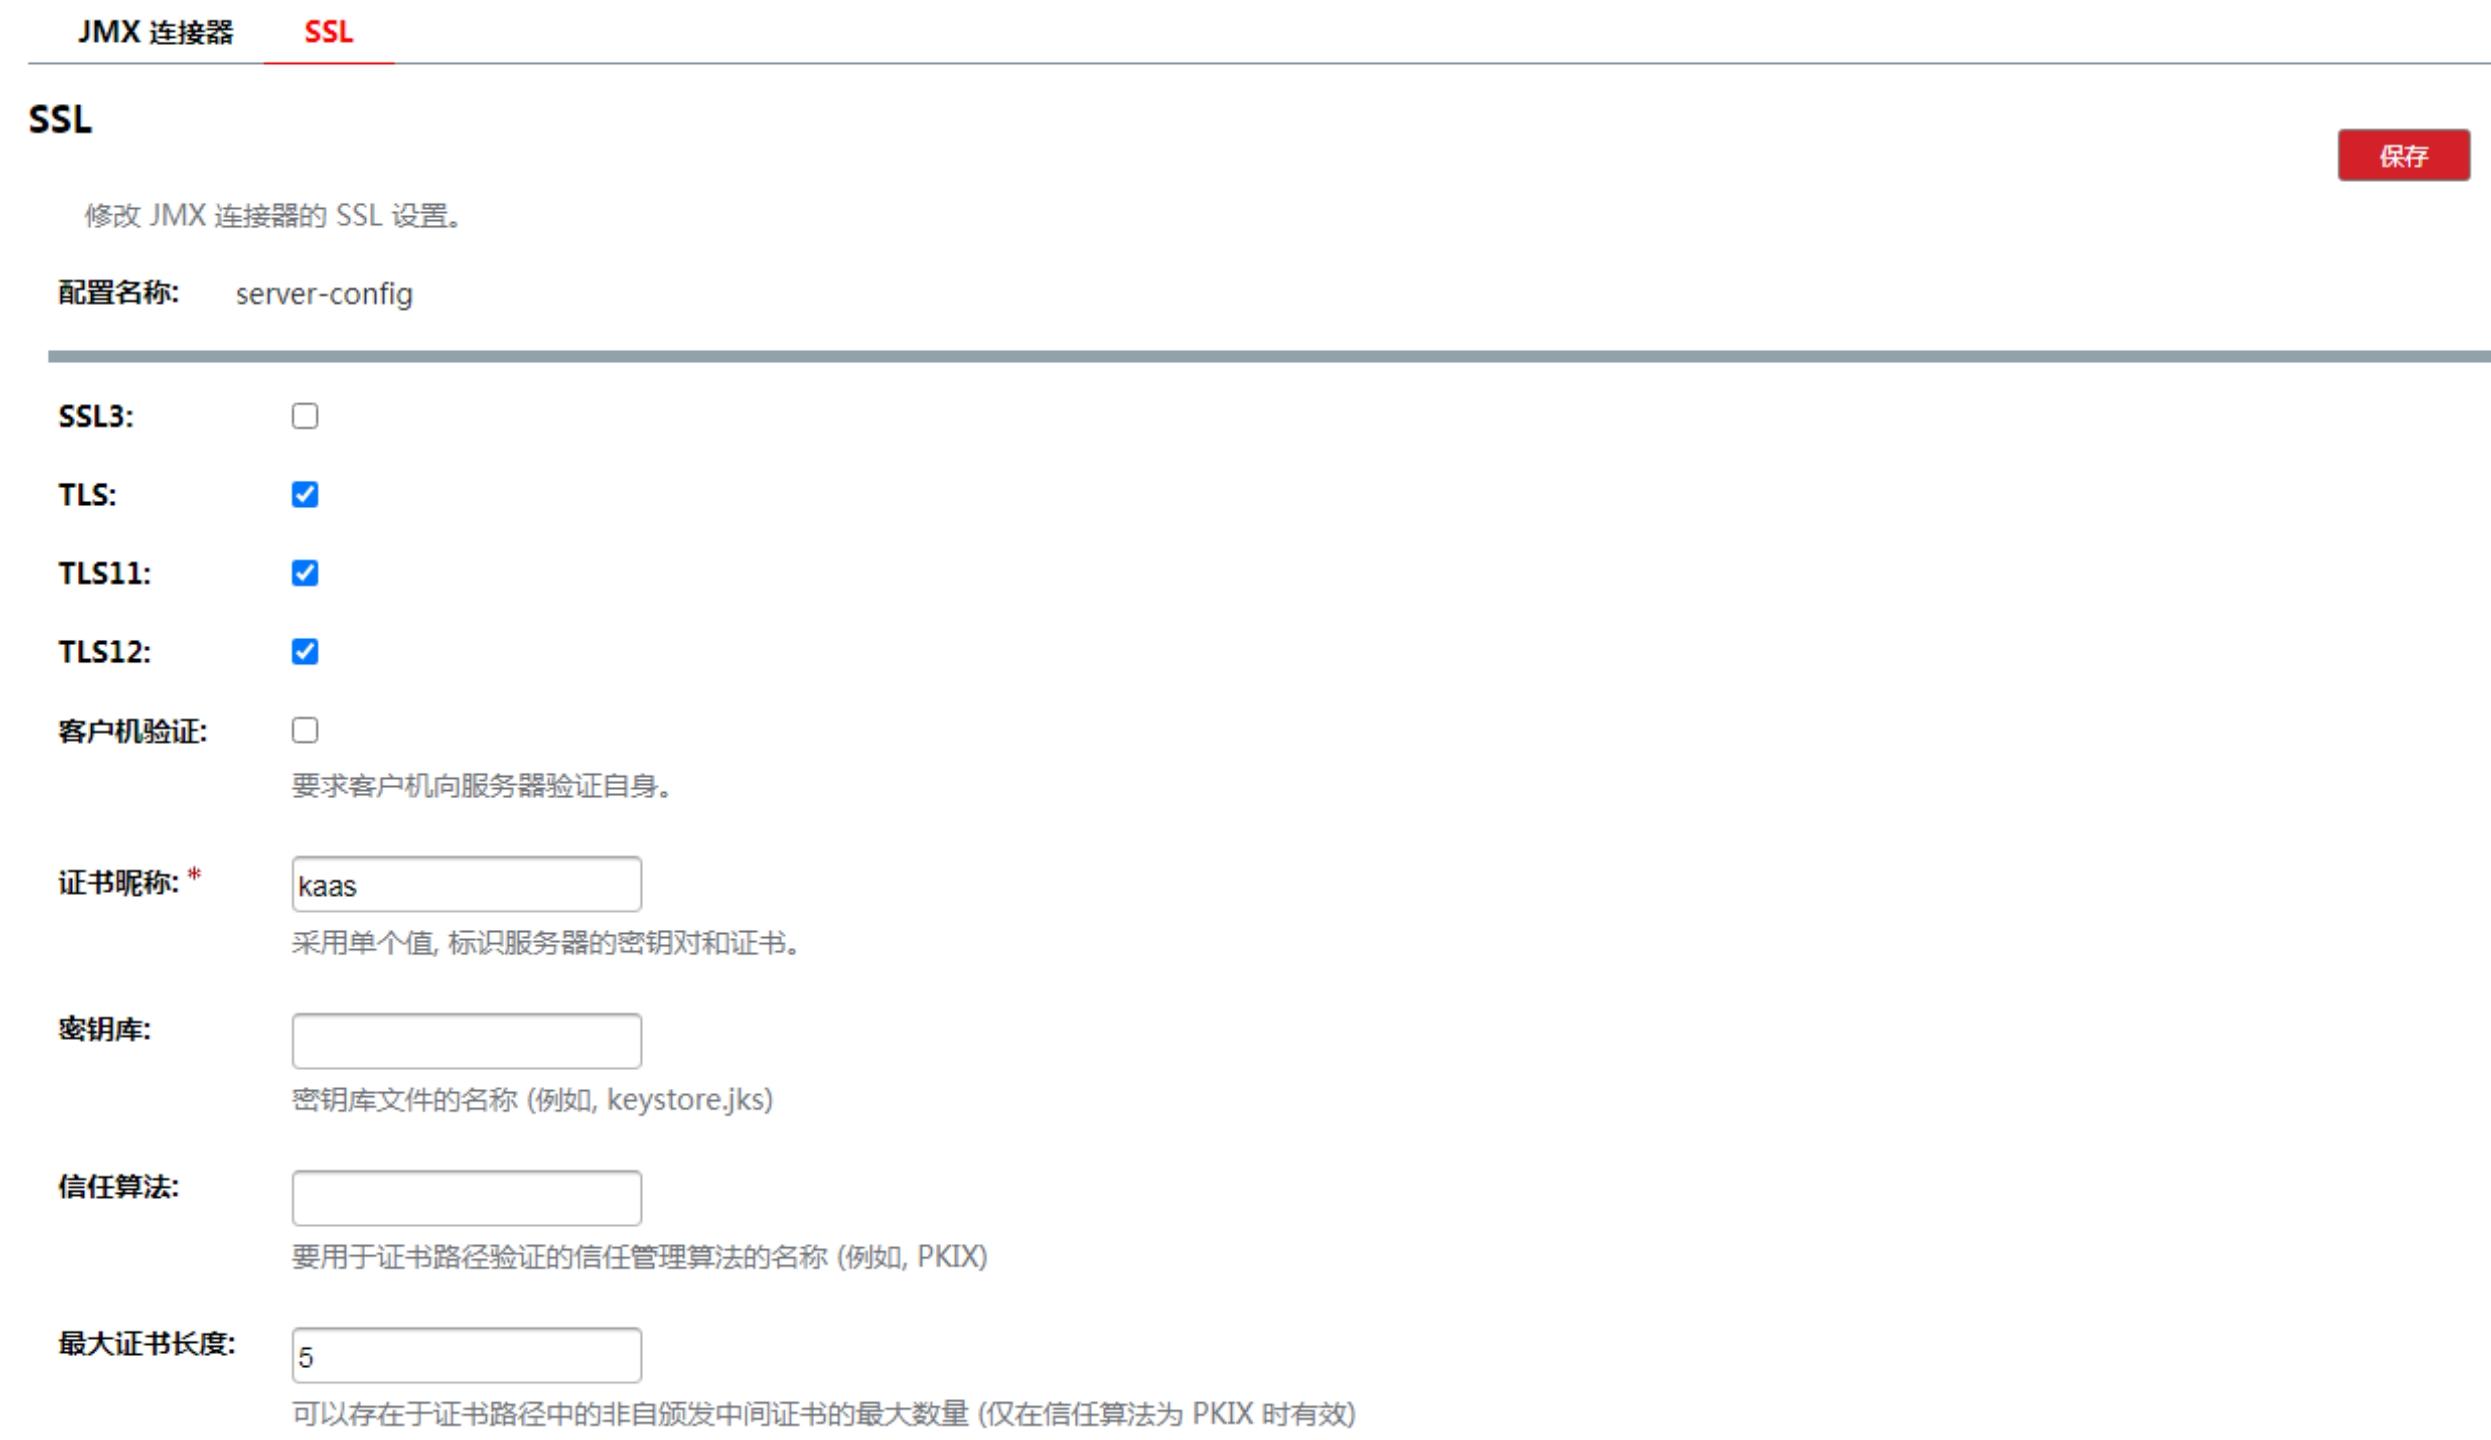 JMX 连接器 SSL
SSL
保存
修改 JMX 连接器的 SSL 设置。
配置名称: server-config
SSL3:
TLS:
TLS11:
TLS12:
客户机验证:
要求客户机向服务器验证自身。
证书昵称: * kaas
采用单个值, 标识服务器的密钥对和证书。
密钥库:
密钥库文件的名称 (例如, keystore.jks)
信任算法:
要用于证书路径验证的信任管理算法的名称 (例如, PKIX)
最大证书长度: 5
可以存在于证书路径中的非自颁发中间证书的最大数量 (仅在信任算法为 PKIX 时有效)